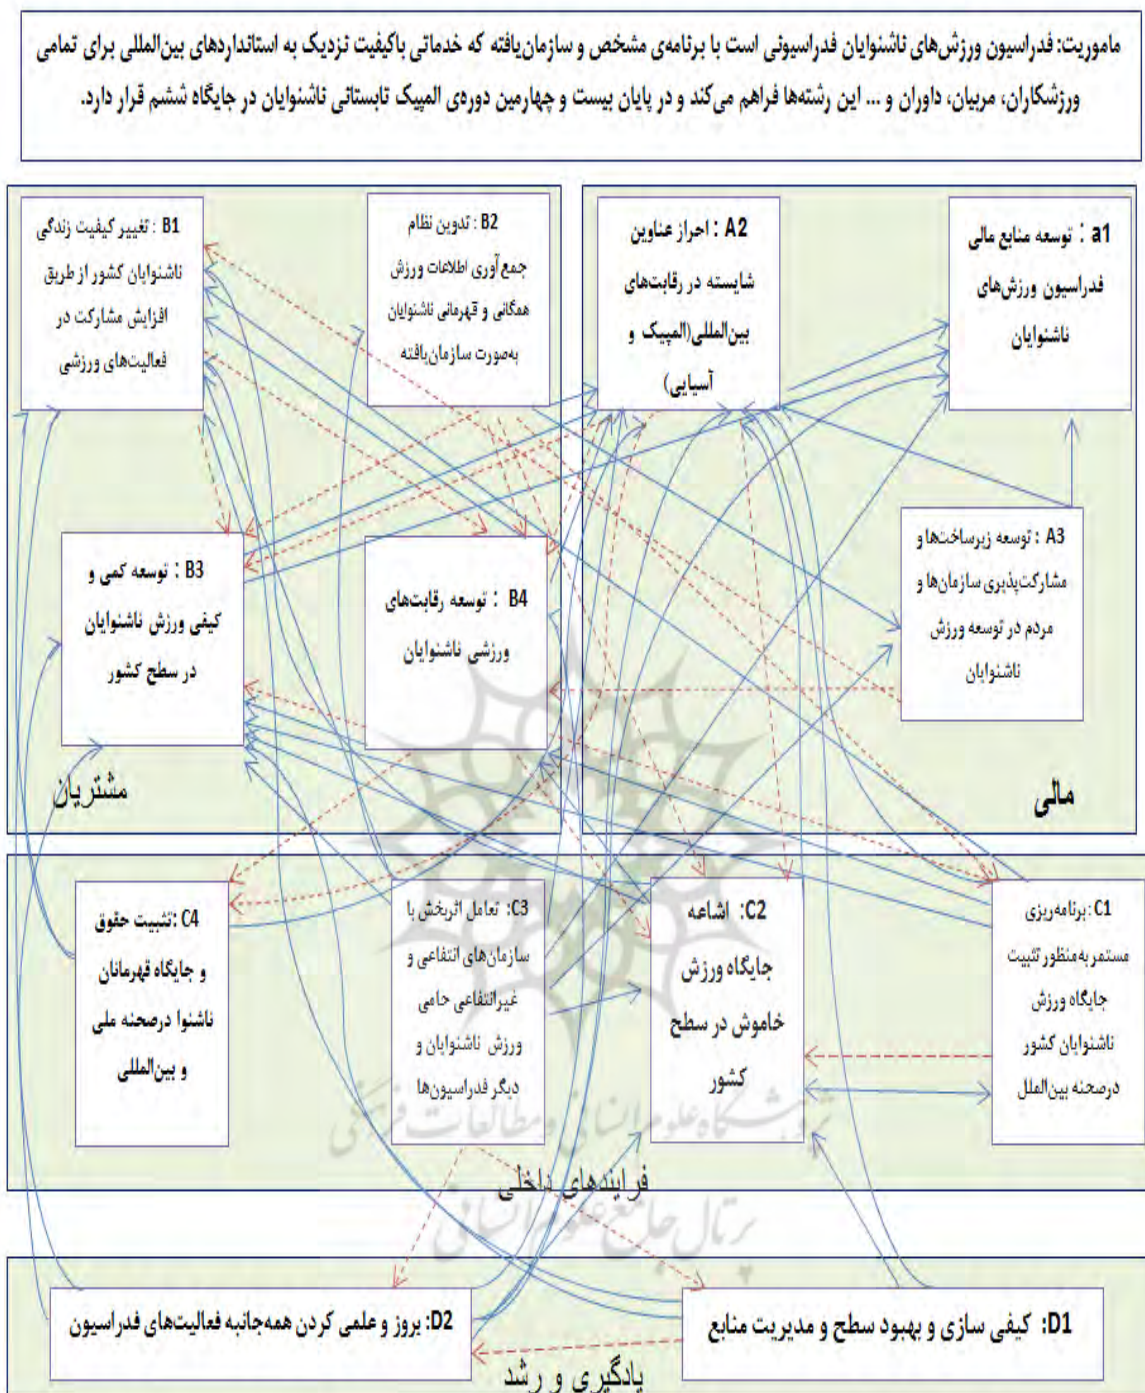 ماموریت: فدراسیون ورزش‌های ناشنوایان فدراسیونی است با برنامه‌ی مشخص و سازمان‌یافته که خدماتی باکیفیت نزدیک به استانداردهای بین‌المللی برای تمامی
ورزشکاران، مربیان، داوران و ... این رشته‌ها فراهم می‌کند و در پایان بیست و چهارمین دوره‌ی المپیک تابستانی ناشنوایان در جایگاه ششم قرار دارد.
a1 : توسعه منابع مالی
فدراسیون ورزش‌های
ناشنوایان
A2 : احراز عناوین
شایسته در رقابت‌های
بین‌المللی(المپیک و
آسیایی)
B2 : تدوین نظام
جمع‌آوری اطلاعات ورزش
همگانی و قهرمانی ناشنوایان
به‌صورت سازمان‌یافته
B1 : تغییر کیفیت زندگی
ناشنوایان کشور از طریق
افزایش مشارکت در
فعالیت‌های ورزشی
A3 : توسعه زیرساخت‌ها و
مشارکت‌پذیری سازمان‌ها و
مردم در توسعه ورزش
ناشنوایان
B4 : توسعه رقابت‌های
ورزشی ناشنوایان
B3 : توسعه کمی و
کیفی ورزش ناشنوایان
در سطح کشور
مالی
مشتریان
C1: برنامه‌ریزی
مستمر به‌منظور تثبیت
جایگاه ورزش
ناشنوایان کشور
درصحنه بین‌الملل
C2: اشاعه
جایگاه ورزش
خاموش در سطح
کشور
C3: تعامل اثربخش با
سازمان‌های انتفاعی و
غیرانتفاعی حامی
ورزش ناشنوایان و
دیگر فدراسیون‌ها
C4: تثبیت حقوق
و جایگاه قهرمانان
ناشنوا درصحنه ملی
و بین‌المللی
پژوهشگاه علوم انسانی و مطالعات فرهنگی
فرایندهای داخلی
پرتال جامع علوم انسانی
D1: کیفی سازی و بهبود سطح و مدیریت منابع
D2: بروز و علمی کردن همه‌جانبه فعالیت‌های فدراسیون
یادگیری و رشد